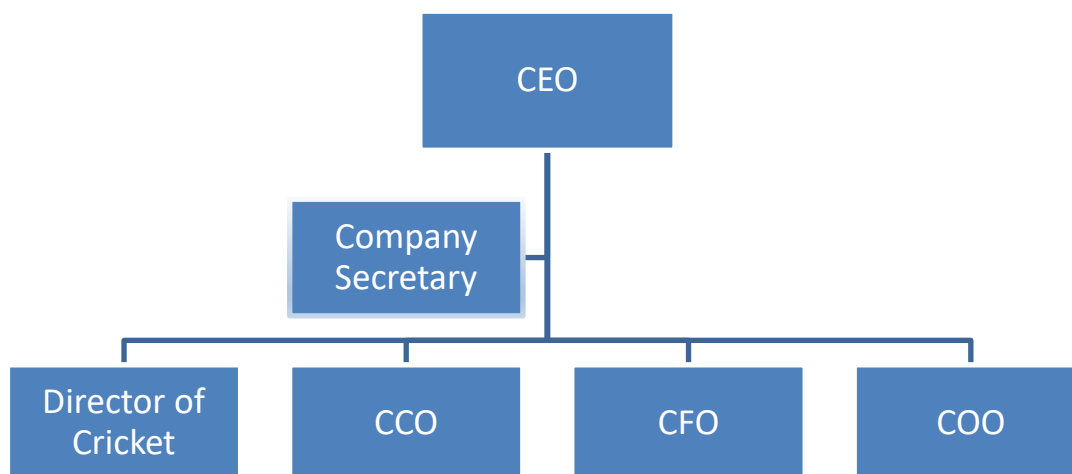 CEO
Company
Secretary
Director of
Cricket
CCO
CFO
COO